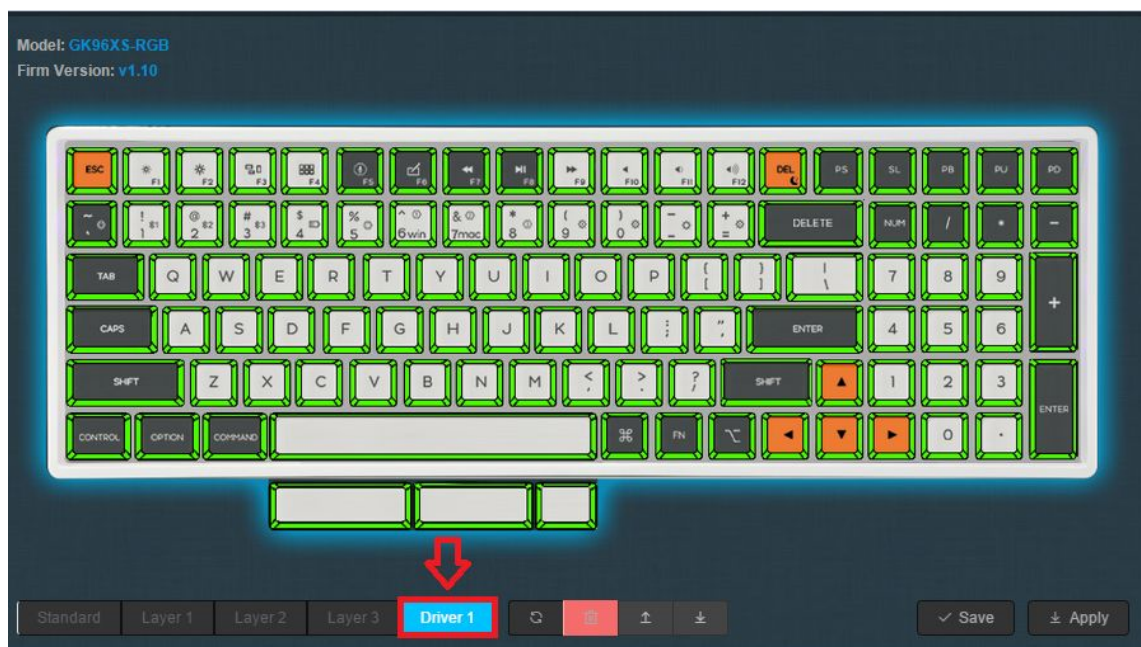 Model: GK96XS-RGB
Firm Version: v1.10
ESC F1 F2 F3 F4 F5 F6 F7 F8 F9 F10 F11 F12 DEL PS SL PB PU PD
~ ` ! 1 @ 2 # 3 $ 4 % 5 ^ 6win & 7mac * 8 ( 9 ) 0 - _ + = DELETE NUM / * -
TAB Q W E R T Y U I O P { [ } ] | \ 7 8 9 +
CAPS A S D F G H J K L : ; " ' ENTER 4 5 6
SHIFT Z X C V B N M < , > . ? / SHIFT ▲ 1 2 3 ENTER
CONTROL OPTION COMMAND ⌘ FN ⌥ ◀ ▼ ▶ 0 .
Standard Layer 1 Layer 2 Layer 3 Driver 1 Save Apply